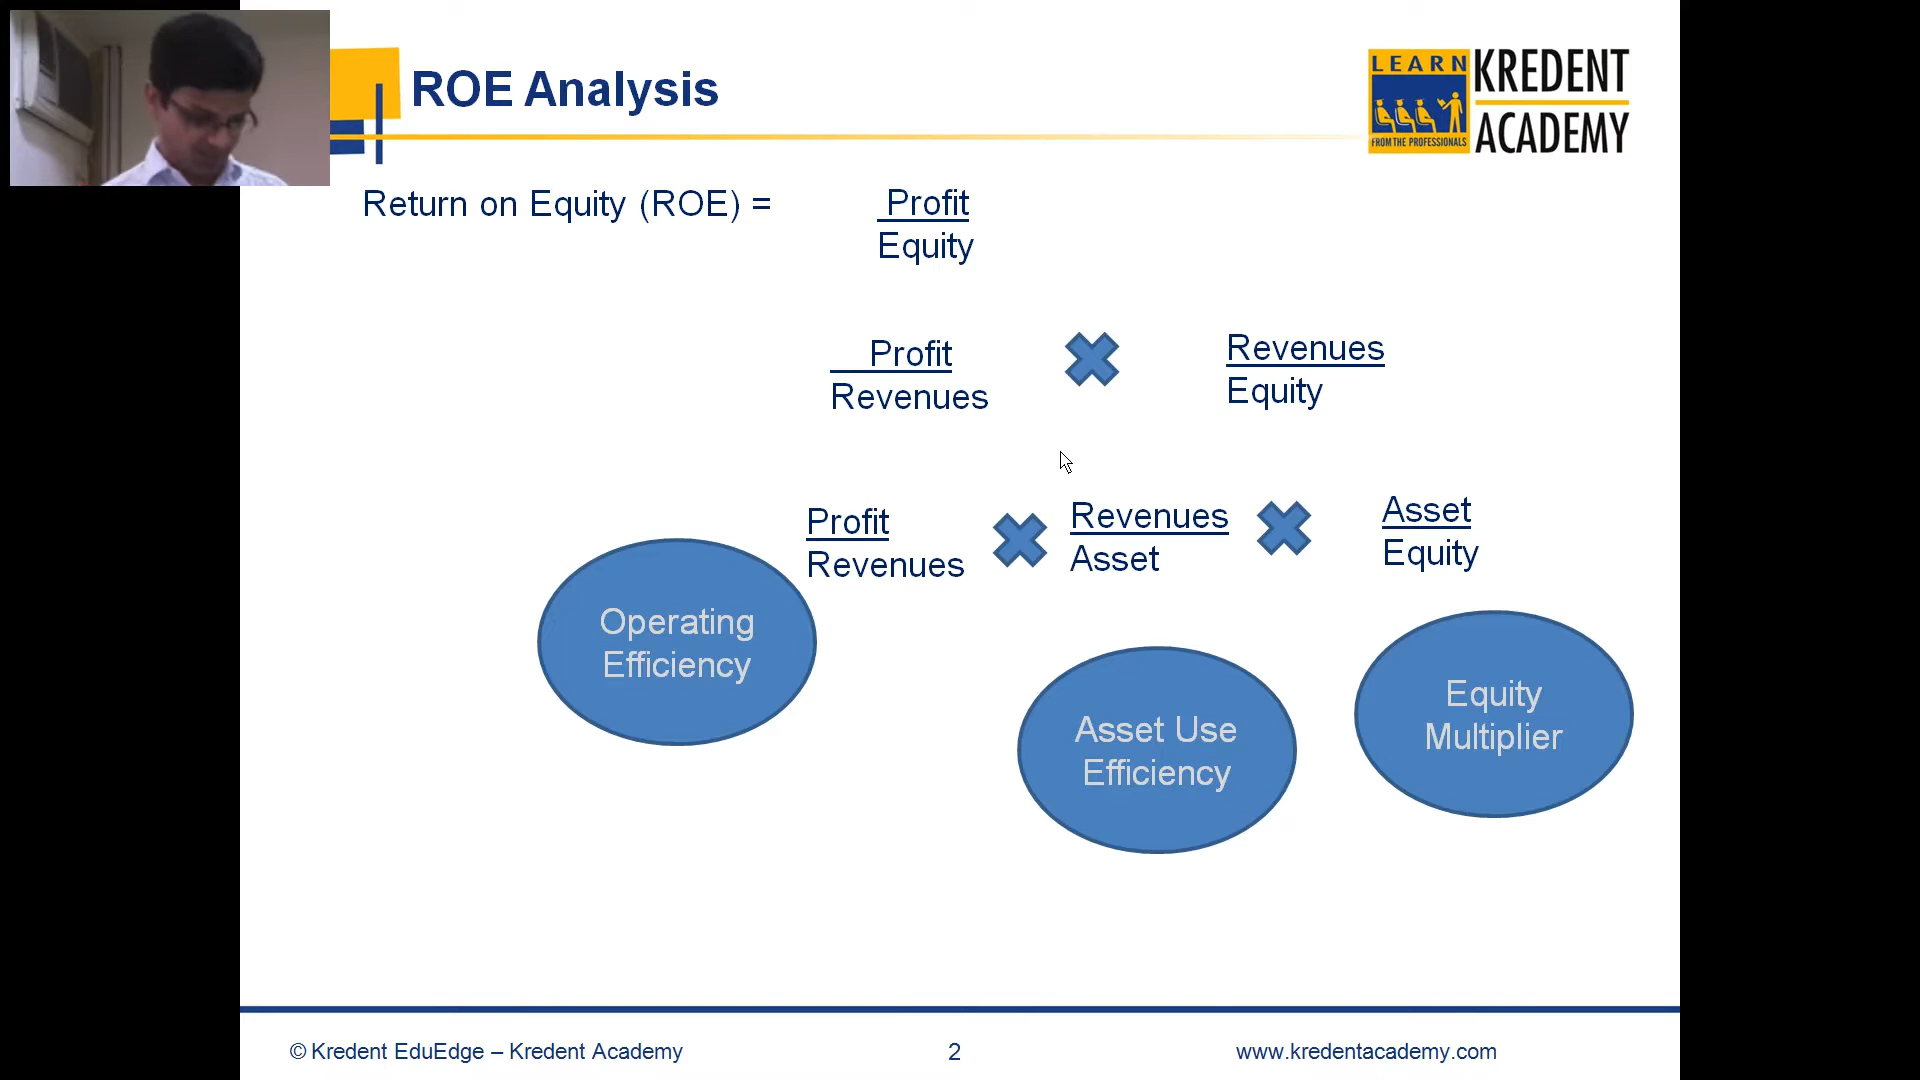 ROE Analysis
LEARN
FROM THE PROFESSIONALS
KREDENT
ACADEMY
Return on Equity (ROE) =
Profit
Equity
Profit
Revenues
Revenues
Equity
Profit
Revenues
Revenues
Asset
Asset
Equity
Operating
Efficiency
Asset Use
Efficiency
Equity
Multiplier
© Kredent EduEdge – Kredent Academy
2
www.kredentacademy.com